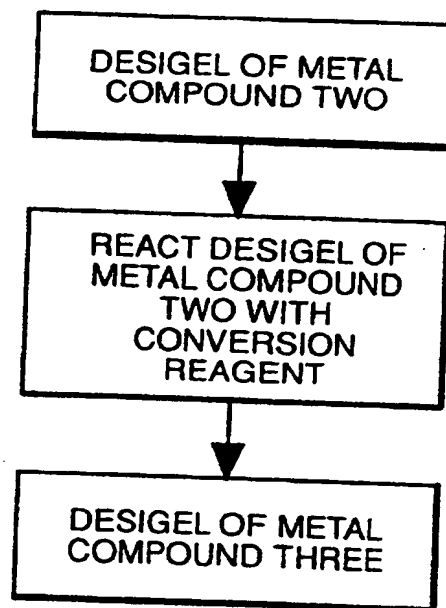 DESIGEL OF METAL
COMPOUND TWO
REACT DESIGEL OF
METAL COMPOUND
TWO WITH
CONVERSION
REAGENT
DESIGEL OF METAL
COMPOUND THREE